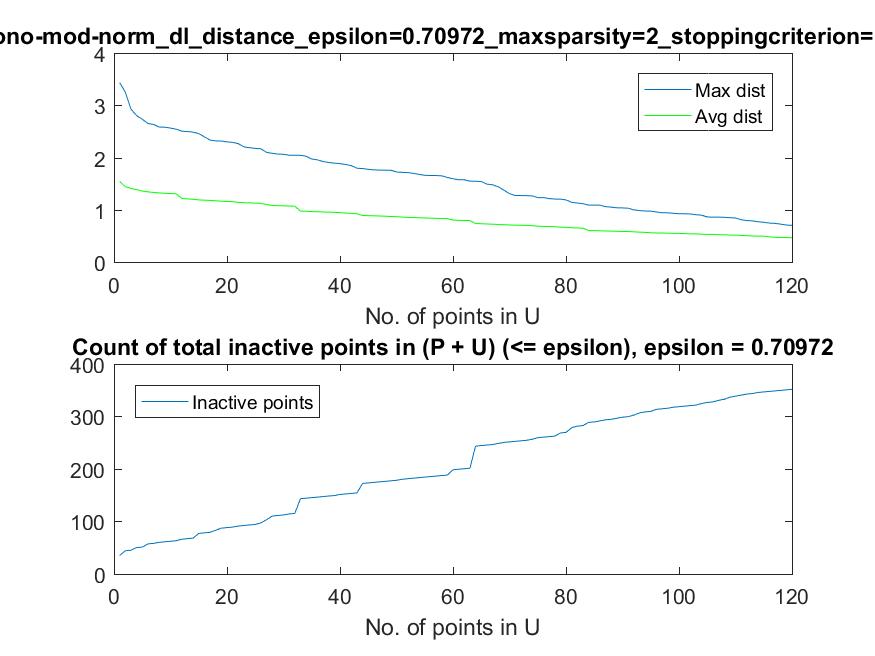 ono-mod-norm_dl_distance_epsilon=0.70972_maxsparsity=2_stoppingcriterion=
4
3
2
1
0
Max dist
Avg dist
0 20 40 60 80 100 120
No. of points in U
Count of total inactive points in (P + U) (<= epsilon), epsilon = 0.70972
400
300
200
100
0
Inactive points
0 20 40 60 80 100 120
No. of points in U